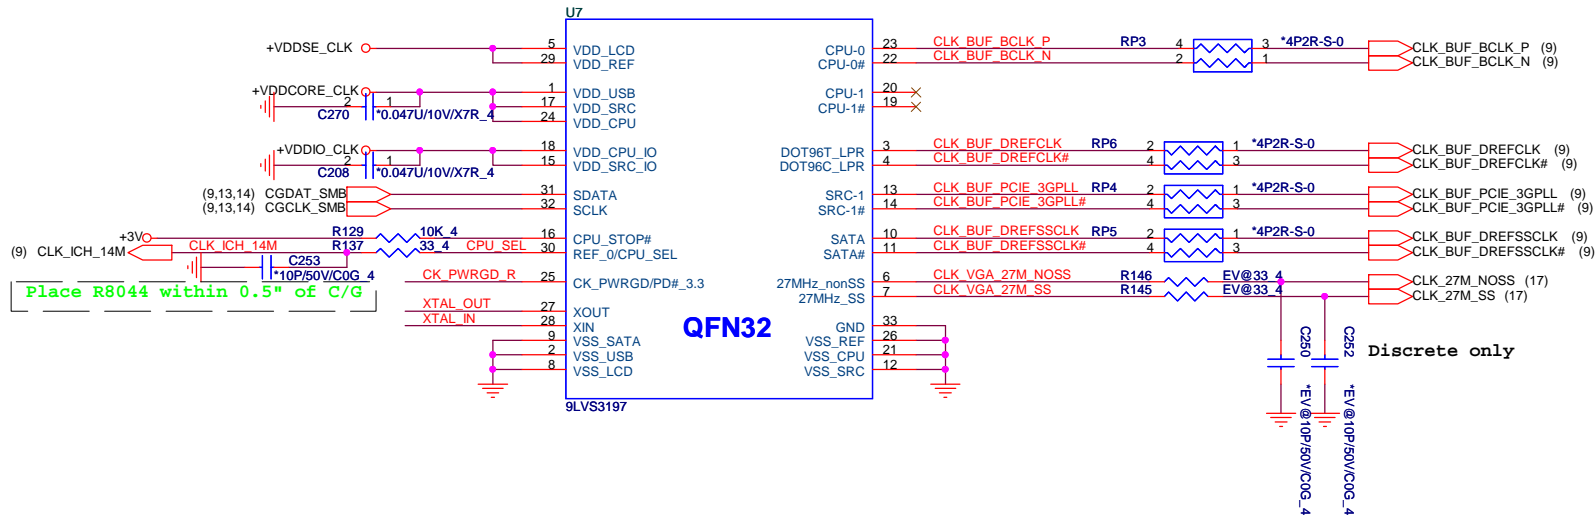 U7
+VDDSE_CLK 5 VDD_LCD CPU-0 23 CLK_BUF_BCLK_P RP3 4 3 *4P2R-S-0 CLK_BUF_BCLK_P (9)
29 VDD_REF CPU-0# 22 CLK_BUF_BCLK_N 2 1 CLK_BUF_BCLK_N (9)
+VDDCORE_CLK 1 VDD_USB CPU-1 20
2 1 17 VDD_SRC CPU-1# 19
C270 *0.047U/10V/X7R_4 24 VDD_CPU
+VDDIO_CLK 18 VDD_CPU_IO DOT96T_LPR 3 CLK_BUF_DREFCLK RP6 2 1 *4P2R-S-0 CLK_BUF_DREFCLK (9)
2 1 15 VDD_SRC_IO DOT96C_LPR 4 CLK_BUF_DREFCLK# 4 3 CLK_BUF_DREFCLK# (9)
C208 *0.047U/10V/X7R_4
(9,13,14) CGDAT_SMB 31 SDATA SRC-1 13 CLK_BUF_PCIE_3GPLL RP4 2 1 *4P2R-S-0 CLK_BUF_PCIE_3GPLL (9)
(9,13,14) CGCLK_SMB 32 SCLK SRC-1# 14 CLK_BUF_PCIE_3GPLL# 4 3 CLK_BUF_PCIE_3GPLL# (9)
+3V R129 10K_4 16 CPU_STOP# SATA 10 CLK_BUF_DREFSSCLK RP5 2 1 *4P2R-S-0 CLK_BUF_DREFSSCLK (9)
(9) CLK_ICH_14M CLK_ICH_14M R137 33_4 CPU_SEL 30 REF_0/CPU_SEL SATA# 11 CLK_BUF_DREFSSCLK# 4 3 CLK_BUF_DREFSSCLK# (9)
C253
*10P/50V/C0G_4
CK_PWRGD_R 25 CK_PWRGD/PD#_3.3 27MHz_nonSS 6 CLK_VGA_27M_NOSS R146 EV@33_4 CLK_27M_NOSS (17)
Place R8044 within 0.5" of C/G
27MHz_SS 7 CLK_VGA_27M_SS R145 EV@33_4 CLK_27M_SS (17)
XTAL_OUT 27 XOUT
XTAL_IN 28 XIN GND 33
QFN32
9 VSS_SATA VSS_REF 26
2 VSS_USB VSS_CPU 21
8 VSS_LCD VSS_SRC 12
9LVS3197
C250 *EV@10P/50V/C0G_4
C252 *EV@10P/50V/C0G_4
Discrete only